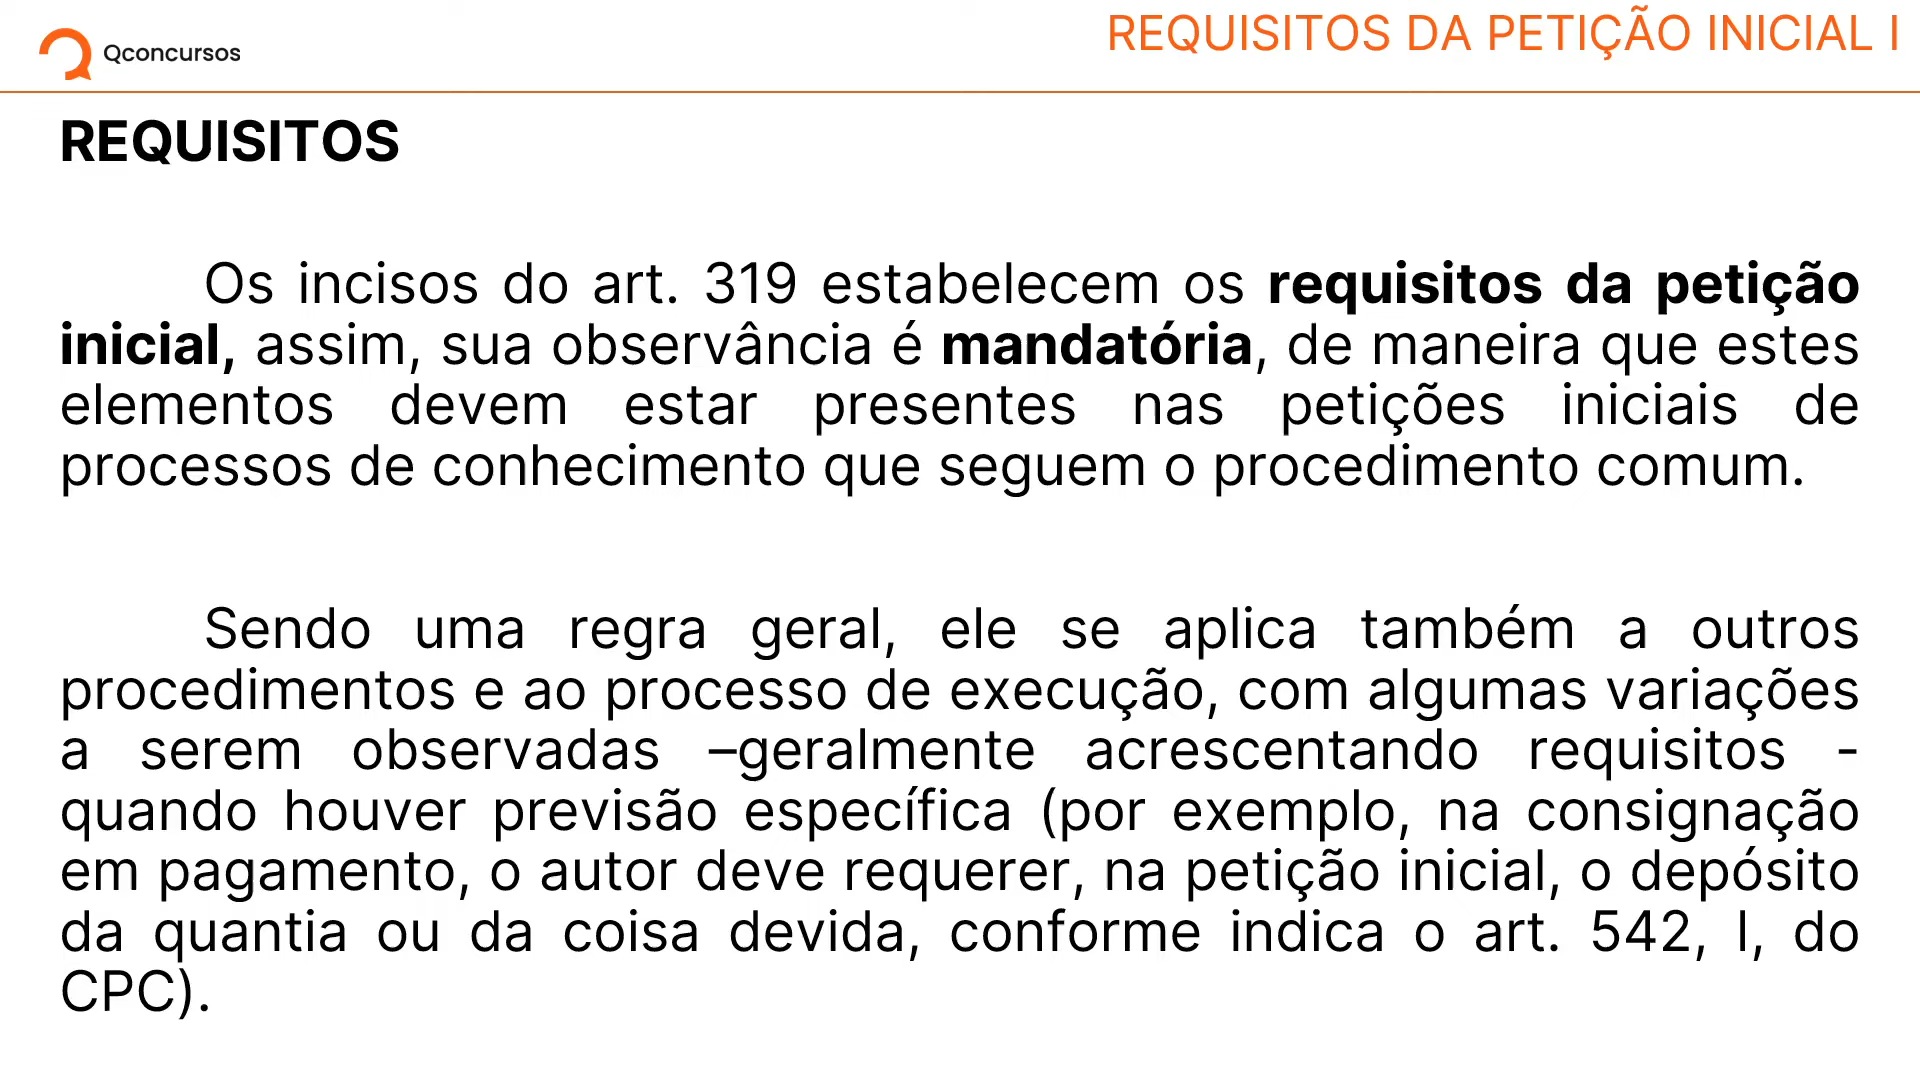 Qconcursos
REQUISITOS DA PETIÇÃO INICIAL I
REQUISITOS
Os incisos do art. 319 estabelecem os requisitos da petição
inicial, assim, sua observância é mandatória, de maneira que estes
elementos devem estar presentes nas petições iniciais de
processos de conhecimento que seguem o procedimento comum.
Sendo uma regra geral, ele se aplica também a outros
procedimentos e ao processo de execução, com algumas variações
a serem observadas –geralmente acrescentando requisitos -
quando houver previsão específica (por exemplo, na consignação
em pagamento, o autor deve requerer, na petição inicial, o depósito
da quantia ou da coisa devida, conforme indica o art. 542, I, do
CPC).